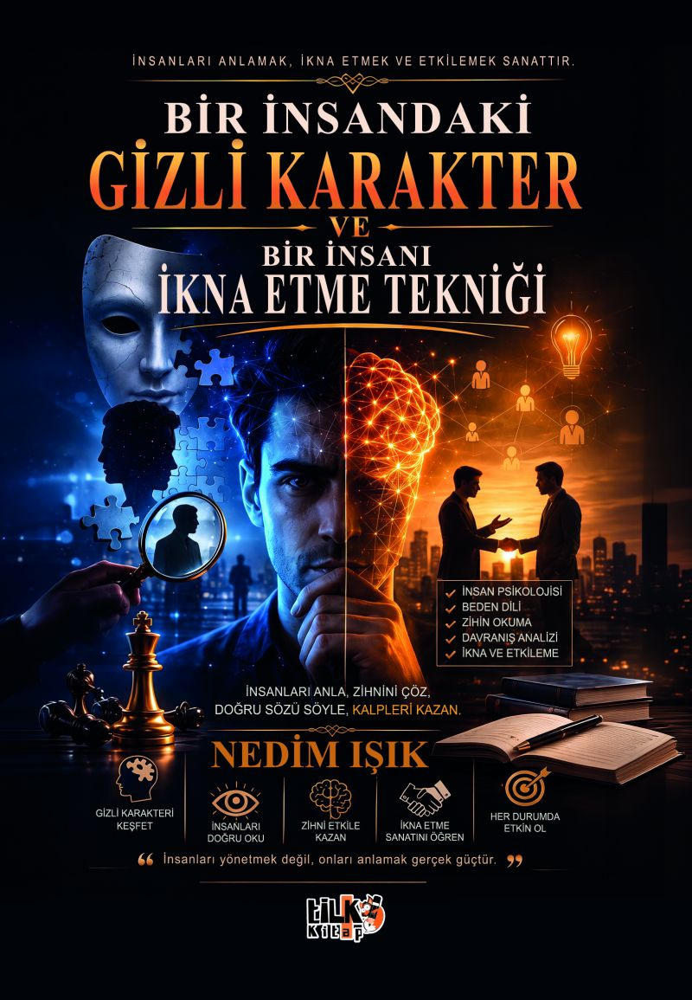 İNSANLARI ANLAMAK, İKNA ETMEK VE ETKİLEMEK SANATTIR.
BİR İNSANDAKİ
GİZLİ KARAKTER
VE
BİR İNSANI
İKNA ETME TEKNİĞİ
İNSAN PSİKOLOJİSİ
BEDEN DİLİ
ZİHİN OKUMA
DAVRANIŞ ANALİZİ
İKNA VE ETKİLEME
İNSANLARI ANLA, ZİHNİNİ ÇÖZ,
DOĞRU SÖZÜ SÖYLE, KALPLERİ KAZAN.
NEDİM IŞIK
GİZLİ KARAKTERİ
KEŞFET
İNSANLARI
DOĞRU OKU
ZİHNİ ETKİLE
KAZAN
İKNA ETME
SANATINI ÖĞREN
HER DURUMDA
ETKİN OL
“ İnsanları yönetmek değil, onları anlamak gerçek güçtür. ”
tiLKi
Kitap